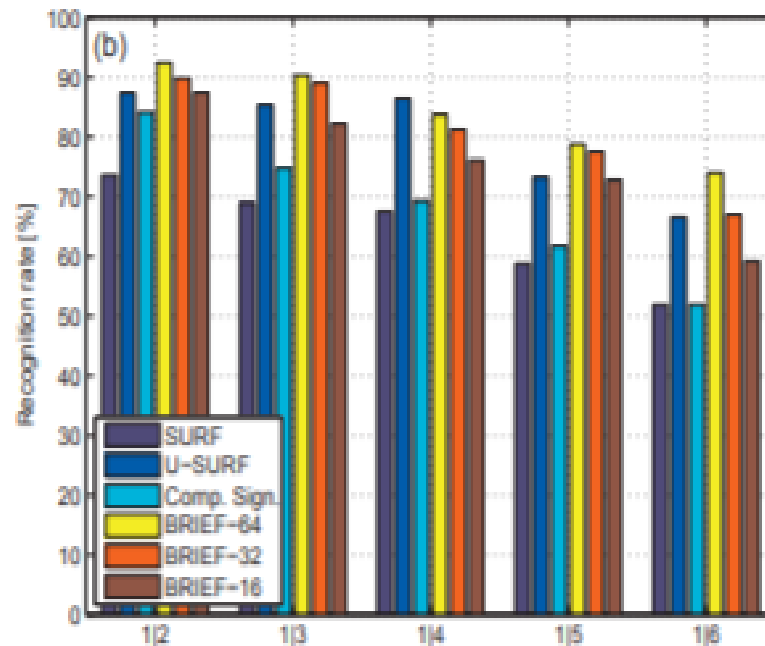 (b)
Recognition rate [%]
100
90
80
70
60
50
40
30
20
10
0
SURF
U-SURF
Comp. Sign.
BRIEF-64
BRIEF-32
BRIEF-16
1|2
1|3
1|4
1|5
1|6